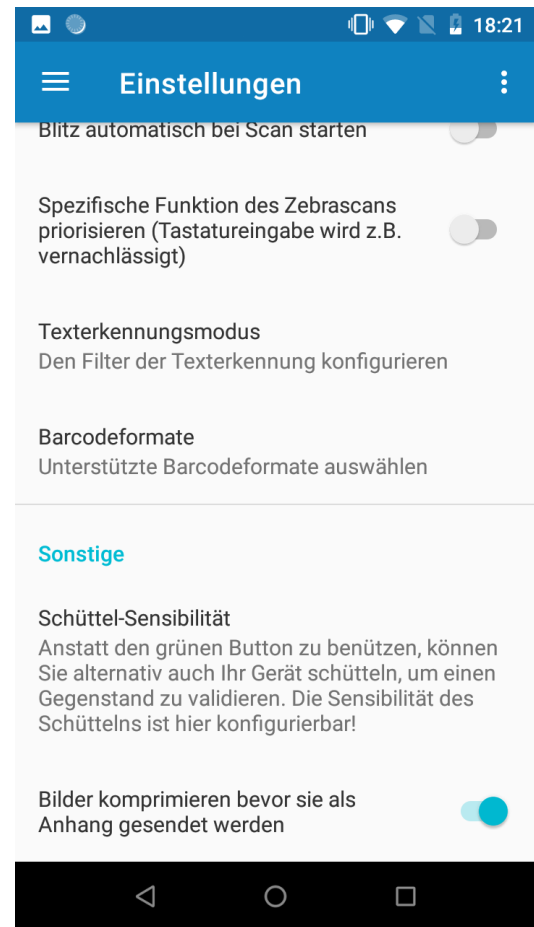 18:21
Einstellungen
Blitz automatisch bei Scan starten
Spezifische Funktion des Zebrascans
priorisieren (Tastatureingabe wird z.B.
vernachlässigt)
Texterkennungsmodus
Den Filter der Texterkennung konfigurieren
Barcodeformate
Unterstützte Barcodeformate auswählen
Sonstige
Schüttel-Sensibilität
Anstatt den grünen Button zu benützen, können
Sie alternativ auch Ihr Gerät schütteln, um einen
Gegenstand zu validieren. Die Sensibilität des
Schüttelns ist hier konfigurierbar!
Bilder komprimieren bevor sie als
Anhang gesendet werden